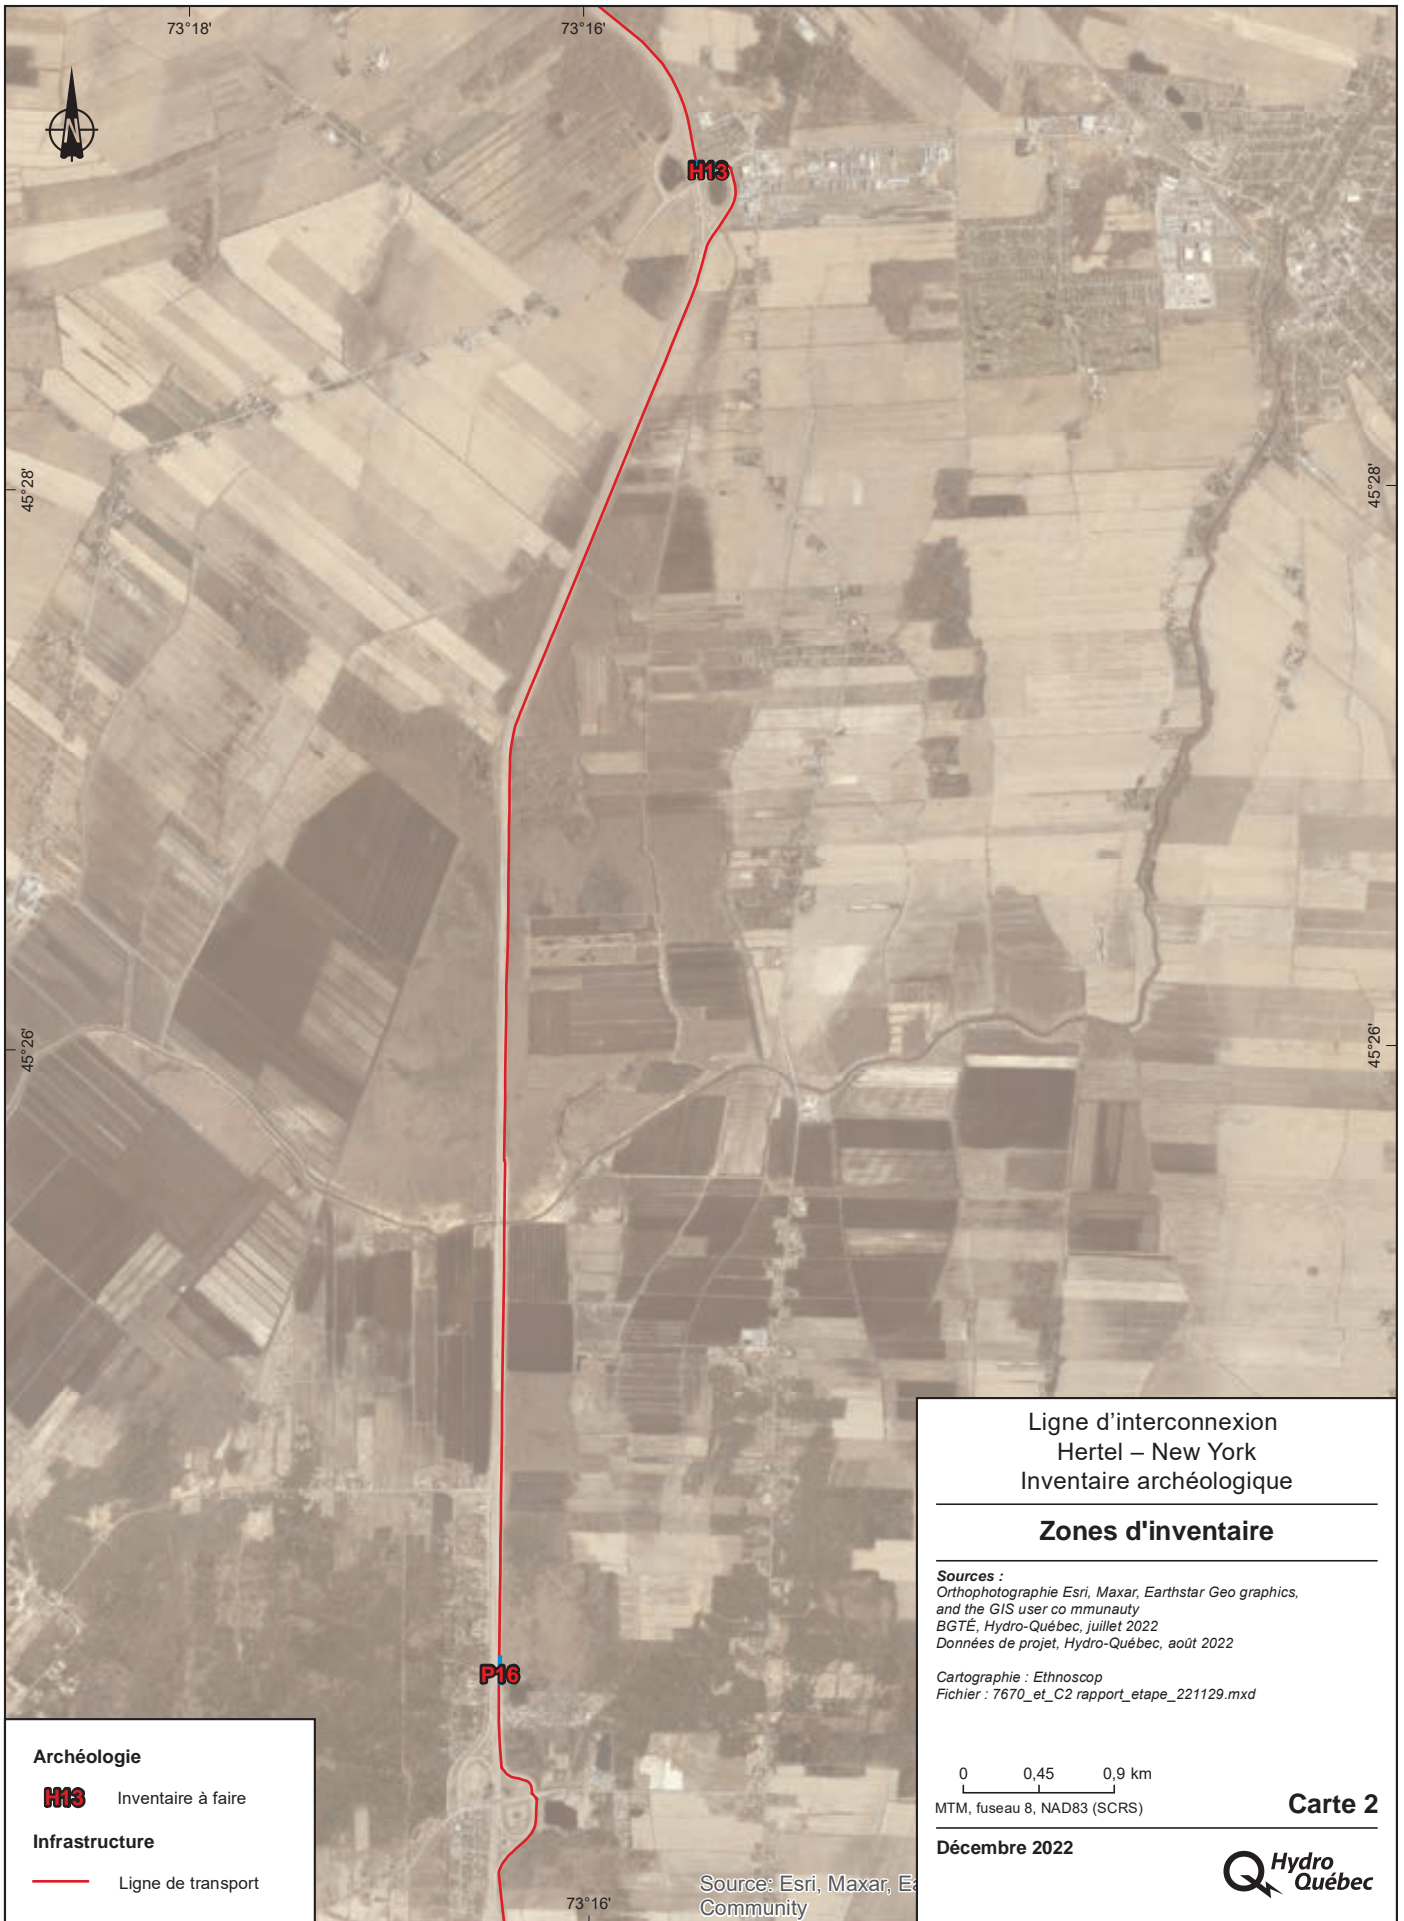 73°18'
73°16'
N
H13
45°28'
45°28'
45°26'
45°26'
P16
Ligne d'interconnexion
Hertel – New York
Inventaire archéologique
Zones d'inventaire
Sources :
Orthophotographie Esri, Maxar, Earthstar Geo graphics,
and the GIS user co mmunauty
BGTÉ, Hydro-Québec, juillet 2022
Données de projet, Hydro-Québec, août 2022
Cartographie : Ethnoscop
Fichier : 7670_et_C2 rapport_etape_221129.mxd
0 0,45 0,9 km
MTM, fuseau 8, NAD83 (SCRS)
Carte 2
Décembre 2022
Hydro
Québec
Archéologie
H13 Inventaire à faire
Infrastructure
Ligne de transport
73°16'
Source: Esri, Maxar, Ea
Community